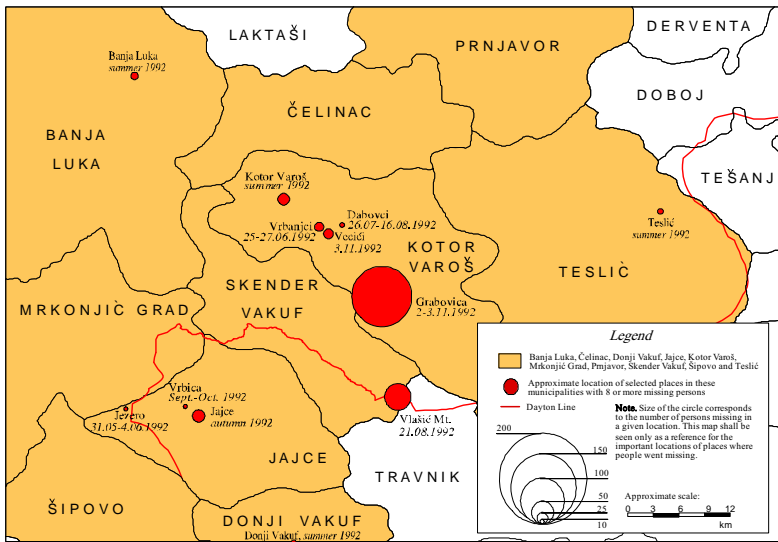 LAKTAŠI
PRNJAVOR
DERVENTA
Banja Luka
summer 1992
DOBOJ
ČELINAC
BANJA
LUKA
TEŠANJ
Kotor Varoš
summer 1992
Vrbanjci
25-27.06.1992
Dabovci
26.07-16.08.1992
Vecići
3.11.1992
Teslić
summer 1992
KOTOR
VAROŠ
TESLIČ
SKENDER
VAKUF
MRKONJIČ GRAD
Grabovica
2-3.11.1992
Vrbica
Sept.-Oct. 1992
Jezero
31.05-4.06.1992
Jajce
autumn 1992
Vlašić Mt.
21.08.1992
JAJCE
TRAVNIK
ŠIPOVO
DONJI VAKUF
Donji Vakuf, summer 1992
Legend
Banja Luka, Čelinac, Donji Vakuf, Jajce, Kotor Varoš,
Mrkonjić Grad, Prnjavor, Skender Vakuf, Šipovo and Teslić
Approximate location of selected places in these
municipalities with 8 or more missing persons
Dayton Line
Note. Size of the circle corresponds
to the number of persons missing in
a given location. This map shall be
seen only as a reference for the
important locations of places where
people went missing.
200
150
100
50
25
10
Approximate scale:
0 3 6 9 12
km